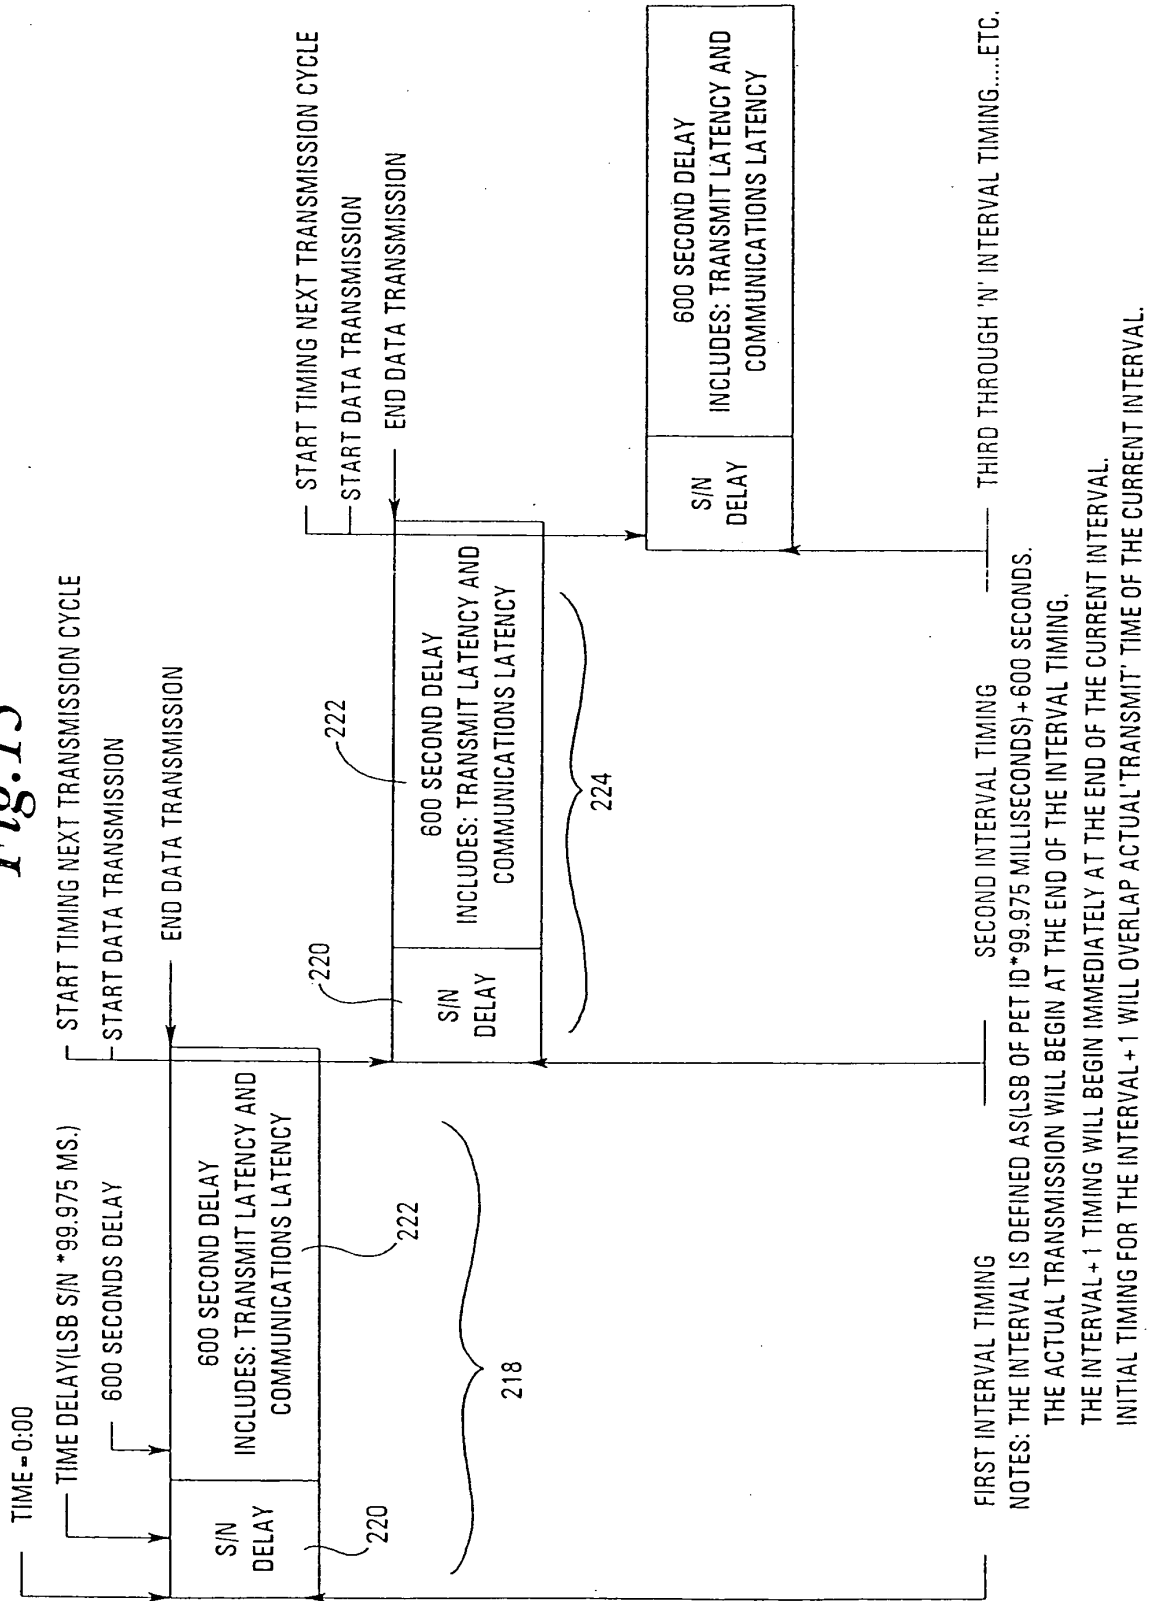 Fig.15
TIME=0:00
TIME DELAY(LSB S/N *99.975 MS.)
600 SECONDS DELAY
START TIMING NEXT TRANSMISSION CYCLE
START DATA TRANSMISSION
END DATA TRANSMISSION
S/N
DELAY
600 SECOND DELAY
INCLUDES: TRANSMIT LATENCY AND
COMMUNICATIONS LATENCY
220
222
218
START TIMING NEXT TRANSMISSION CYCLE
START DATA TRANSMISSION
END DATA TRANSMISSION
220
222
S/N
DELAY
600 SECOND DELAY
INCLUDES: TRANSMIT LATENCY AND
COMMUNICATIONS LATENCY
224
S/N
DELAY
600 SECOND DELAY
INCLUDES: TRANSMIT LATENCY AND
COMMUNICATIONS LATENCY
FIRST INTERVAL TIMING
SECOND INTERVAL TIMING
THIRD THROUGH 'N' INTERVAL TIMING.....ETC.
NOTES: THE INTERVAL IS DEFINED AS(LSB OF PET ID*99.975 MILLISECONDS)+600 SECONDS.
THE ACTUAL TRANSMISSION WILL BEGIN AT THE END OF THE INTERVAL TIMING.
THE INTERVAL+1 TIMING WILL BEGIN IMMEDIATELY AT THE END OF THE CURRENT INTERVAL.
INITIAL TIMING FOR THE INTERVAL+1 WILL OVERLAP ACTUAL'TRANSMIT' TIME OF THE CURRENT INTERVAL.